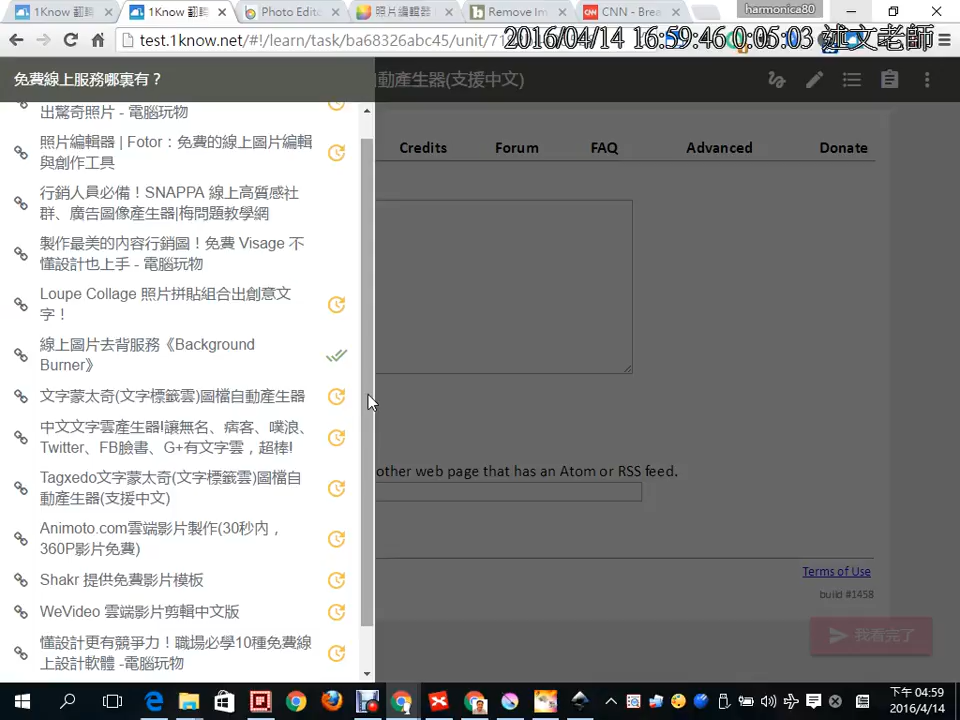 1Know 翻轉
1Know 翻轉
Photo Edito
照片編輯器 |
Remove Im
CNN - Brea
harmonica80
test.1know.net/#!/learn/task/ba68326abc45/unit/71
2016/04/14 16:59:46 0:05:03 述文老師
免費線上服務哪裏有？
自動產生器(支援中文)
Credits Forum FAQ Advanced Donate
出驚奇照片 - 電腦玩物
照片編輯器 | Fotor：免費的線上圖片編輯
與創作工具
行銷人員必備！SNAPPA 線上高質感社
群、廣告圖像產生器|梅問題教學網
製作最美的內容行銷圖！免費 Visage 不
懂設計也上手 - 電腦玩物
Loupe Collage 照片拼貼組合出創意文
字！
線上圖片去背服務《Background
Burner》
文字蒙太奇(文字標籤雲)圖檔自動產生器
中文文字雲產生器!讓無名、痞客、噗浪、
Twitter、FB臉書、G+有文字雲，超棒!
Tagxedo文字蒙太奇(文字標籤雲)圖檔自
動產生器(支援中文)
Animoto.com雲端影片製作(30秒內，
360P影片免費)
Shakr 提供免費影片模板
WeVideo 雲端影片剪輯中文版
懂設計更有競爭力！職場必學10種免費線
上設計軟體 -電腦玩物
other web page that has an Atom or RSS feed.
Terms of Use
build #1458
我看完了
下午 04:59
2016/4/14